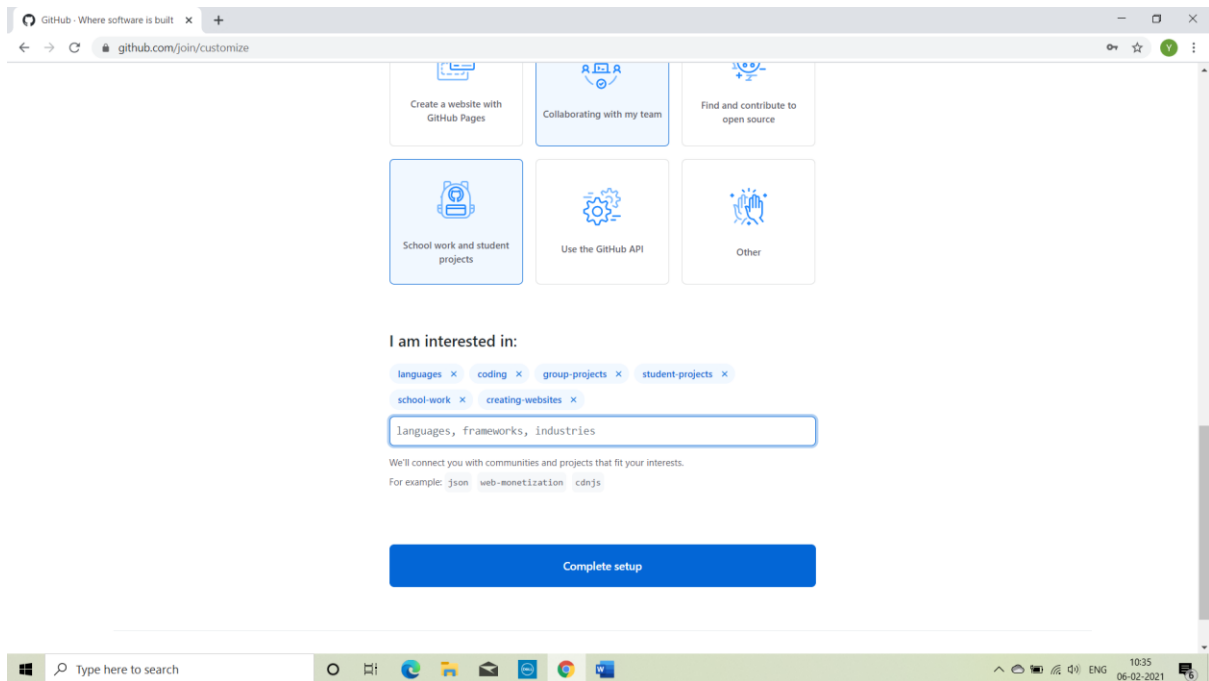 GitHub · Where software is built
github.com/join/customize
Y
Create a website with
GitHub Pages
Collaborating with my team
Find and contribute to
open source
School work and student
projects
Use the GitHub API
Other
I am interested in:
languages × coding × group-projects × student-projects ×
school-work × creating-websites ×
languages, frameworks, industries
We'll connect you with communities and projects that fit your interests.
For example: json web-monetization cdnjs
Complete setup
Type here to search
DELL
W
ENG
10:35
06-02-2021
6